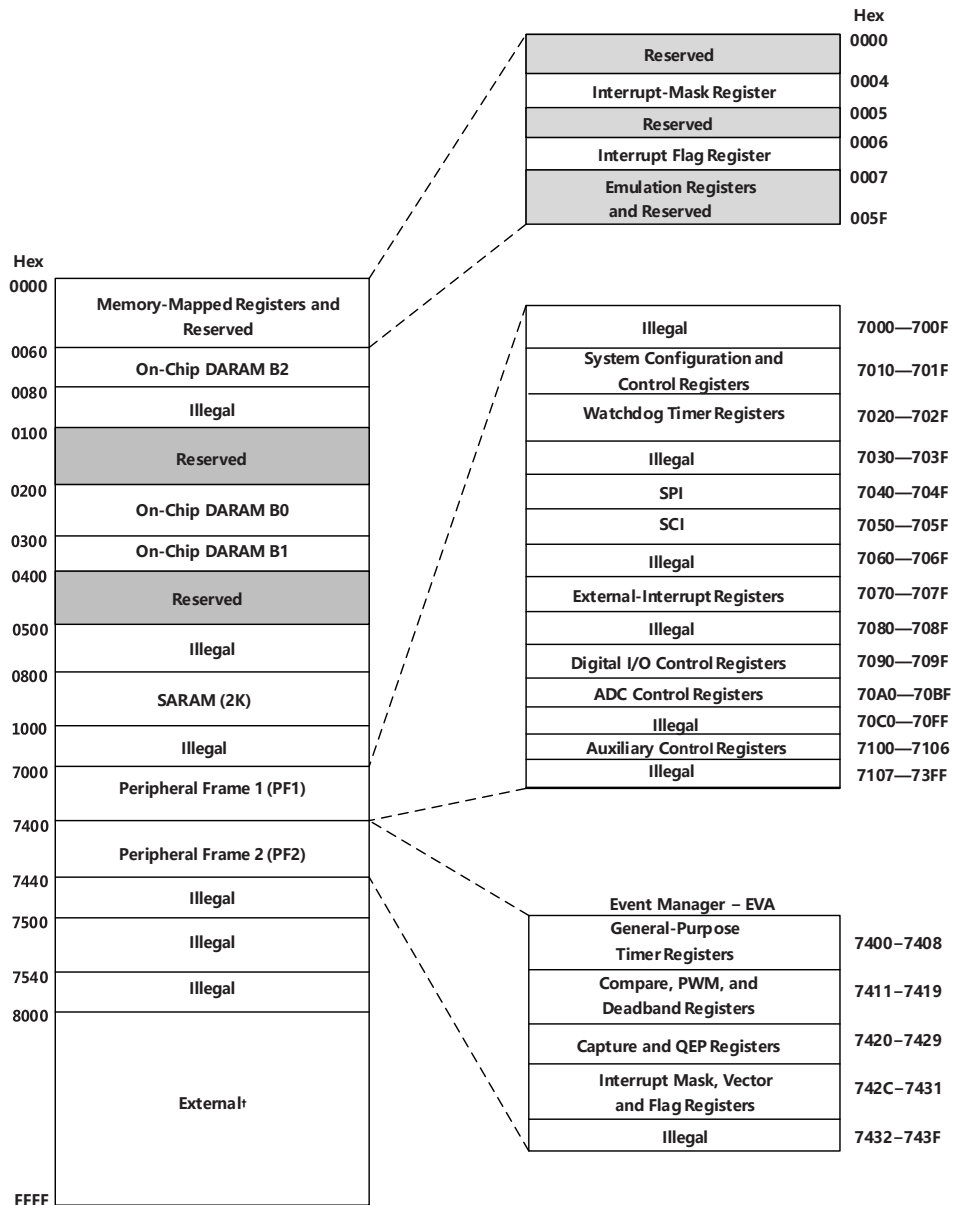 Hex
0000
Reserved
0004
Interrupt-Mask Register
0005
Reserved
0006
Interrupt Flag Register
0007
Emulation Registers
and Reserved
005F
Hex
0000
Memory-Mapped Registers and
Reserved
0060
On-Chip DARAM B2
0080
Illegal
0100
Reserved
0200
On-Chip DARAM B0
0300
On-Chip DARAM B1
0400
Reserved
0500
Illegal
0800
SARAM (2K)
1000
Illegal
7000
Peripheral Frame 1 (PF1)
7400
Peripheral Frame 2 (PF2)
7440
Illegal
7500
Illegal
7540
Illegal
8000
External†
FFFF
Illegal 7000—700F
System Configuration and
Control Registers 7010—701F
Watchdog Timer Registers 7020—702F
Illegal 7030—703F
SPI 7040—704F
SCI 7050—705F
Illegal 7060—706F
External-Interrupt Registers 7070—707F
Illegal 7080—708F
Digital I/O Control Registers 7090—709F
ADC Control Registers 70A0—70BF
Illegal 70C0—70FF
Auxiliary Control Registers 7100—7106
Illegal 7107—73FF
Event Manager – EVA
General-Purpose
Timer Registers 7400–7408
Compare, PWM, and
Deadband Registers 7411–7419
Capture and QEP Registers 7420–7429
Interrupt Mask, Vector
and Flag Registers 742C–7431
Illegal 7432–743F